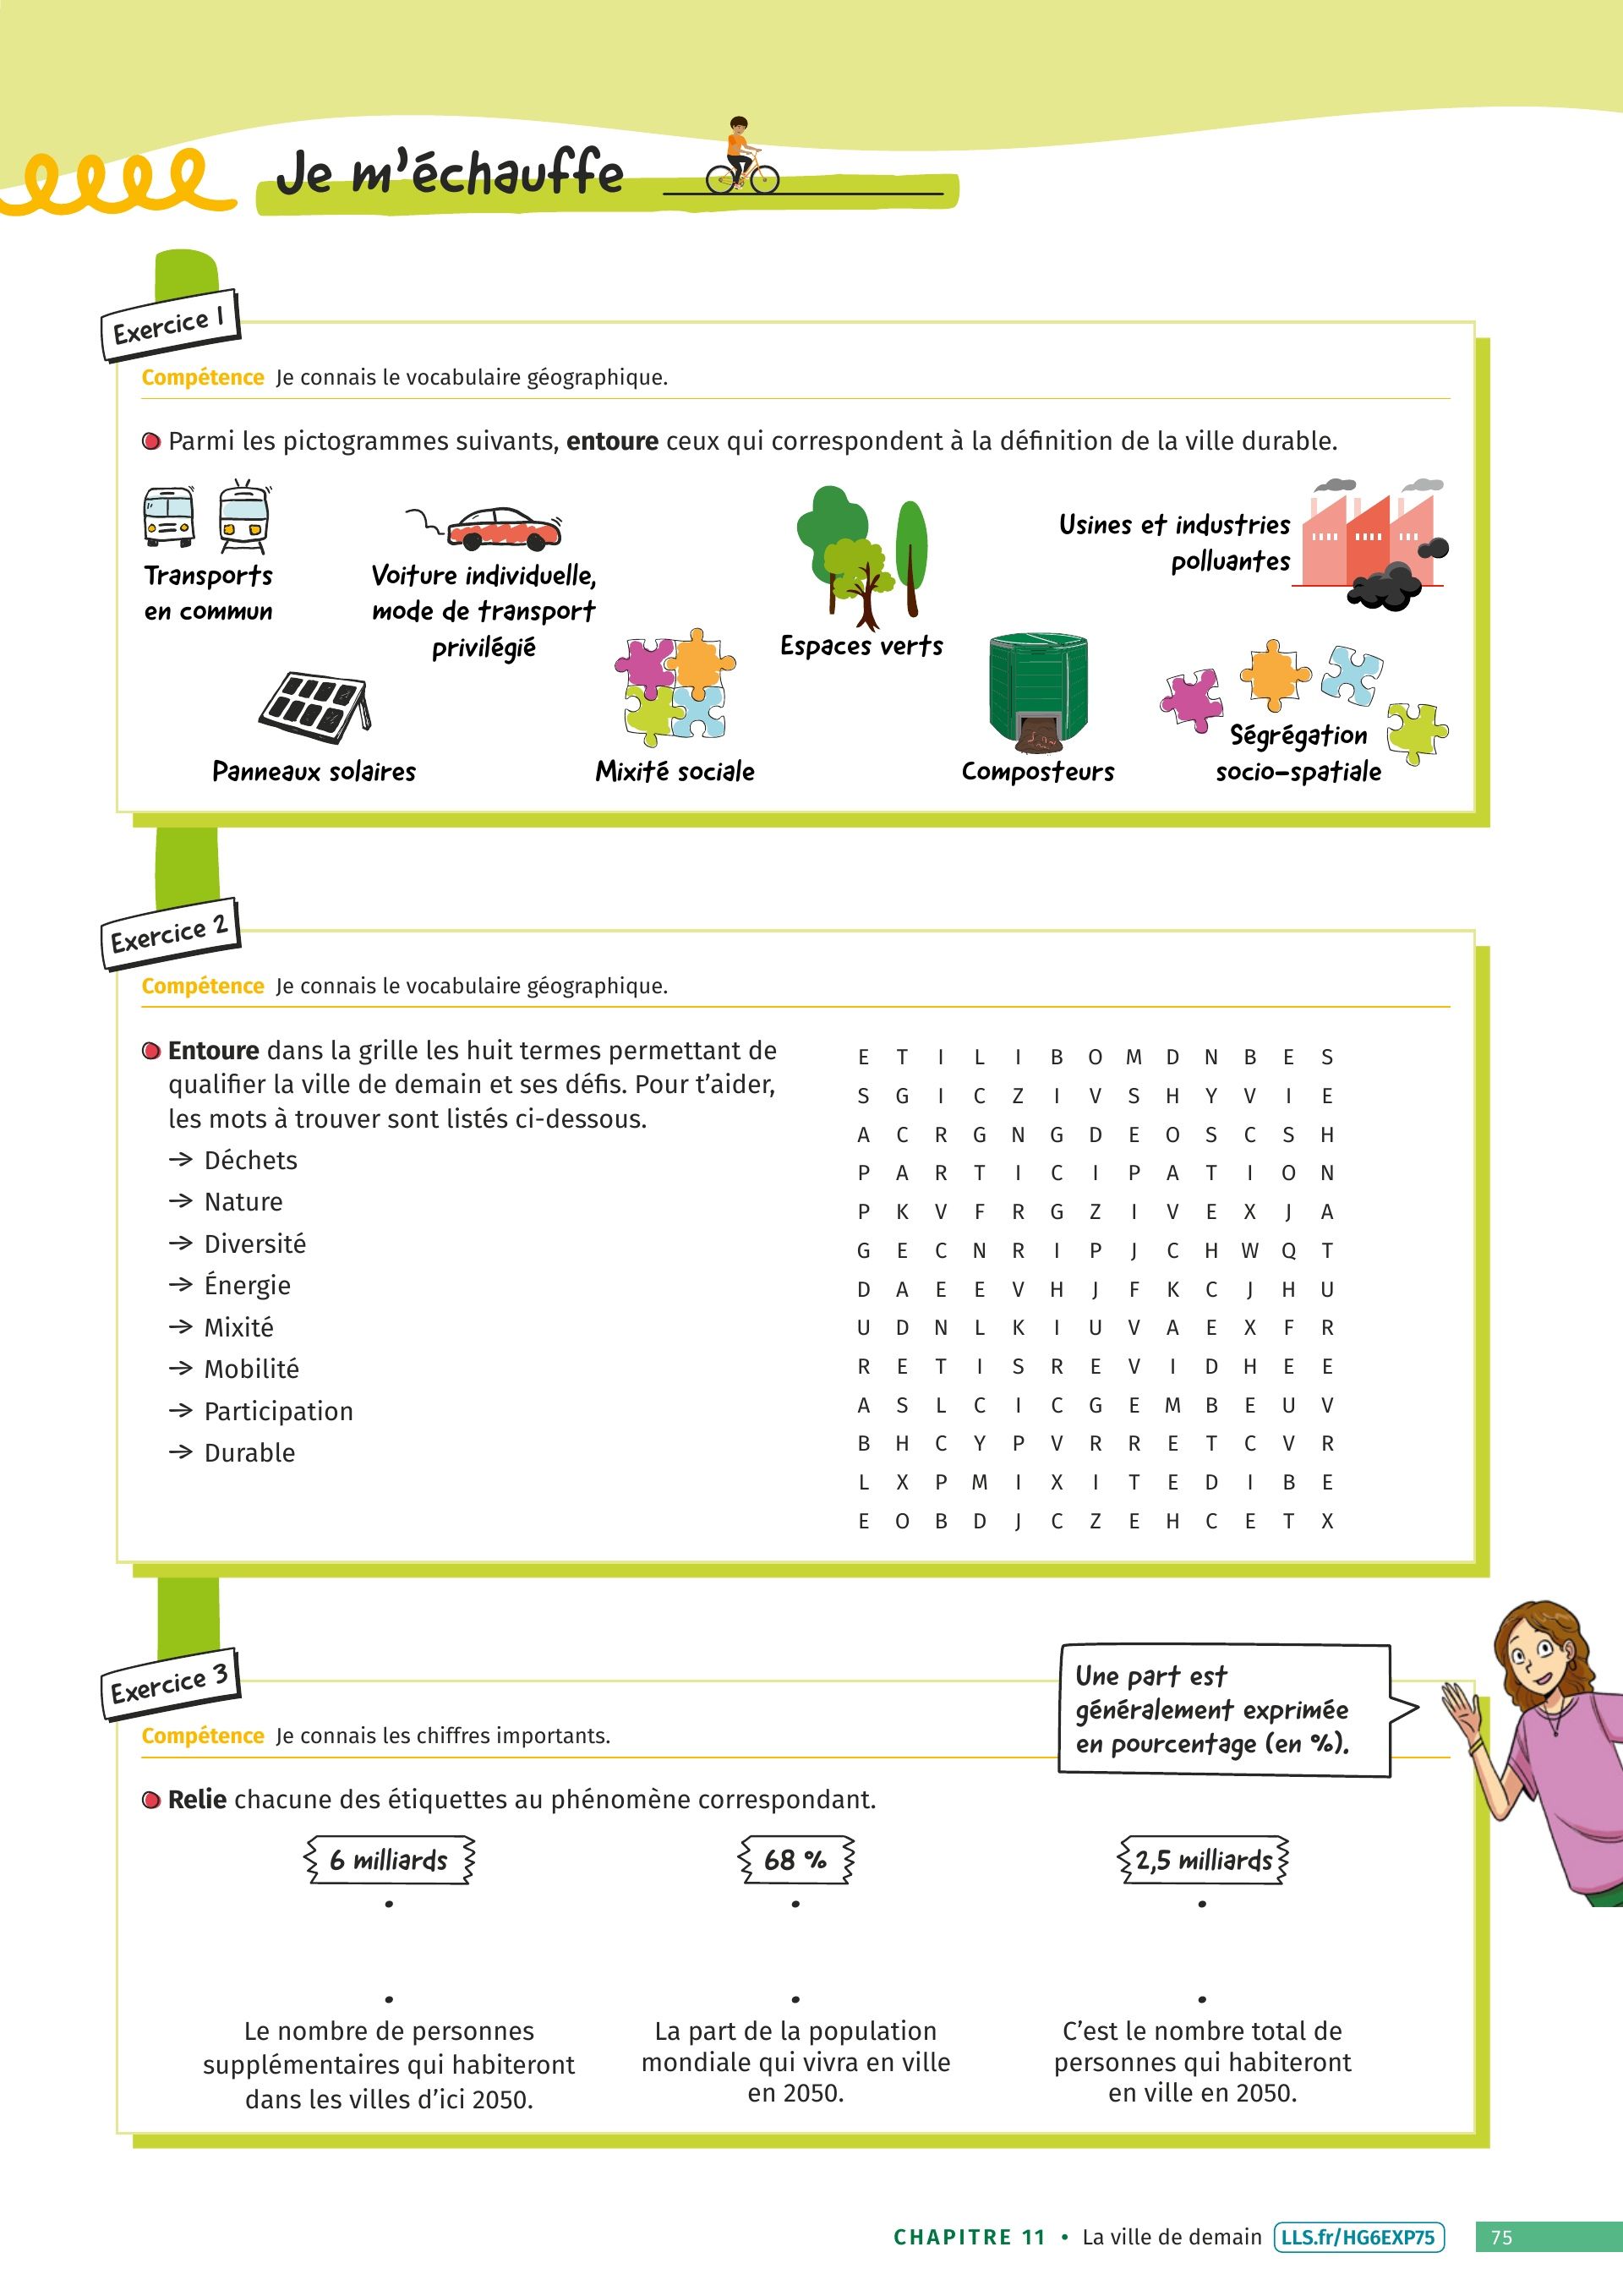 Je m'échauffe
Exercice 1
Compétence Je connais le vocabulaire géographique.
Parmi les pictogrammes suivants, entoure ceux qui correspondent à la définition de la ville durable.
Transports
en commun
Voiture individuelle,
mode de transport
privilégié
Espaces verts
Usines et industries
polluantes
Panneaux solaires
Mixité sociale
Composteurs
Ségrégation
socio-spatiale
Exercice 2
Compétence Je connais le vocabulaire géographique.
Entoure dans la grille les huit termes permettant de
qualifier la ville de demain et ses défis. Pour t'aider,
les mots à trouver sont listés ci-dessous.
→ Déchets
→ Nature
→ Diversité
→ Énergie
→ Mixité
→ Mobilité
→ Participation
→ Durable
E T I L I B O M D N B E S
S G I C Z I V S H Y V I E
A C R G N G D E O S C S H
P A R T I C I P A T I O N
P K V F R G Z I V E X J A
G E C N R I P J C H W Q T
D A E E V H J F K C J H U
U D N L K I U V A E X F R
R E T I S R E V I D H E E
A S L C I C G E M B E U V
B H C Y P V R R E T C V R
L X P M I X I T E D I B E
E O B D J C Z E H C E T X
Exercice 3
Compétence Je connais les chiffres importants.
Une part est
généralement exprimée
en pourcentage (en %).
Relie chacune des étiquettes au phénomène correspondant.
6 milliards
68 %
2,5 milliards
Le nombre de personnes
supplémentaires qui habiteront
dans les villes d'ici 2050.
La part de la population
mondiale qui vivra en ville
en 2050.
C'est le nombre total de
personnes qui habiteront
en ville en 2050.
CHAPITRE 11 • La ville de demain LLS.fr/HG6EXP75 75